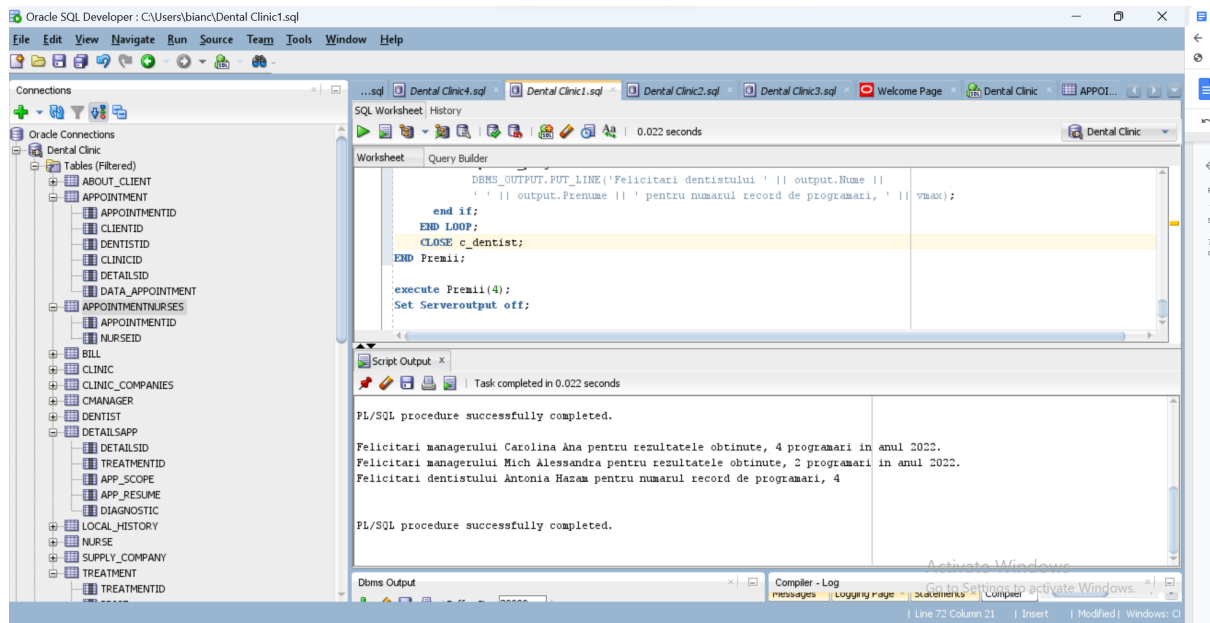 Oracle SQL Developer : C:\Users\bianc\Dental Clinic1.sql
File Edit View Navigate Run Source Team Tools Window Help
Connections
Oracle Connections
Dental Clinic
Tables (Filtered)
ABOUT_CLIENT
APPOINTMENT
APPOINTMENTID
CLIENTID
DENTISTID
CLINICID
DETAILSID
DATA_APPOINTMENT
APPOINTMENTNURSES
APPOINTMENTID
NURSEID
BILL
CLINIC
CLINIC_COMPANIES
CMANAGER
DENTIST
DETAILSAPP
DETAILSID
TREATMENTID
APP_SCOPE
APP_RESUME
DIAGNOSTIC
LOCAL_HISTORY
NURSE
SUPPLY_COMPANY
TREATMENT
TREATMENTID
...sql Dental Clinic4.sql Dental Clinic1.sql Dental Clinic2.sql Dental Clinic3.sql Welcome Page Dental Clinic APPOI...
SQL Worksheet History
0.022 seconds Dental Clinic
Worksheet Query Builder
DBMS_OUTPUT.PUT_LINE('Felicitari dentistului ' || output.Nume ||
' ' || output.Prenume || ' pentru numarul record de programari, ' || vmax);
end if;
END LOOP;
CLOSE c_dentist;
END Premii;
execute Premii(4);
Set Serveroutput off;
Script Output x
Task completed in 0.022 seconds
PL/SQL procedure successfully completed.
Felicitari managerului Carolina Ana pentru rezultatele obtinute, 4 programari in anul 2022.
Felicitari managerului Mich Alessandra pentru rezultatele obtinute, 2 programari in anul 2022.
Felicitari dentistului Antonia Hazam pentru numarul record de programari, 4
PL/SQL procedure successfully completed.
Activate Windows
Go to Settings to activate Windows.
Dbms Output
Compiler - Log
Messages Logging Page Statements Compiler
Line 72 Column 21 Insert Modified Windows: Cl